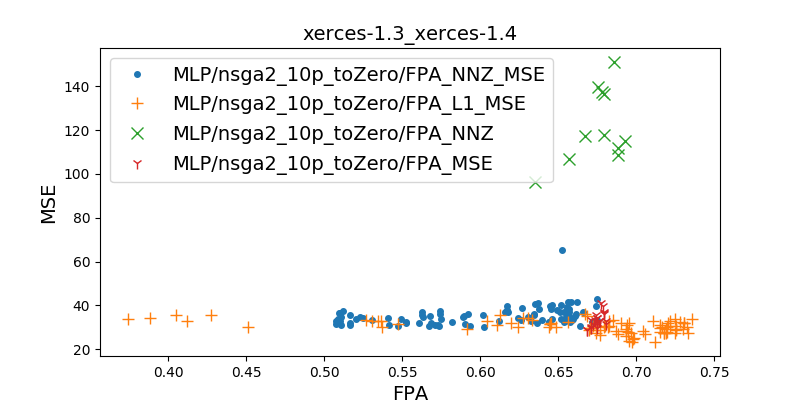 xerces-1.3_xerces-1.4
MLP/nsga2_10p_toZero/FPA_NNZ_MSE
MLP/nsga2_10p_toZero/FPA_L1_MSE
MLP/nsga2_10p_toZero/FPA_NNZ
MLP/nsga2_10p_toZero/FPA_MSE
MSE
140
120
100
80
60
40
20
0.40 0.45 0.50 0.55 0.60 0.65 0.70 0.75
FPA